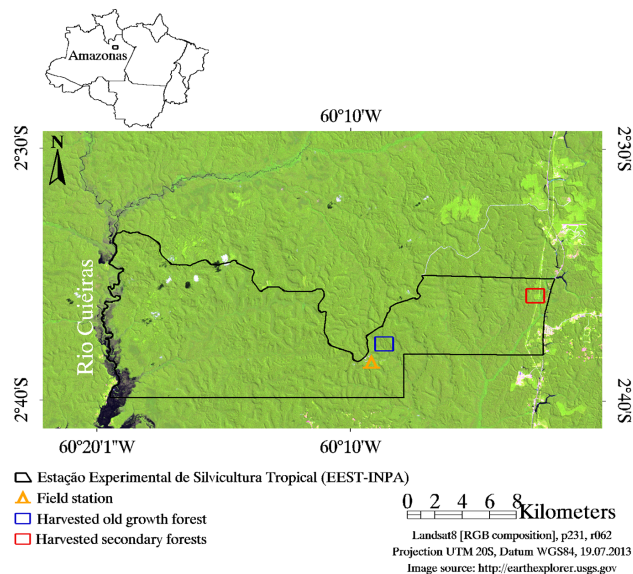 Amazonas
60°10'W
2°30'S
2°30'S
N
Rio Cuiéiras
2°40'S
2°40'S
60°20'1"W
60°10'W
Estação Experimental de Silvicultura Tropical (EEST-INPA)
Field station
Harvested old growth forest
Harvested secondary forests
0 2 4 6 8 Kilometers
Landsat8 [RGB composition], p231, r062
Projection UTM 20S, Datum WGS84, 19.07.2013
Image source: http://earthexplorer.usgs.gov